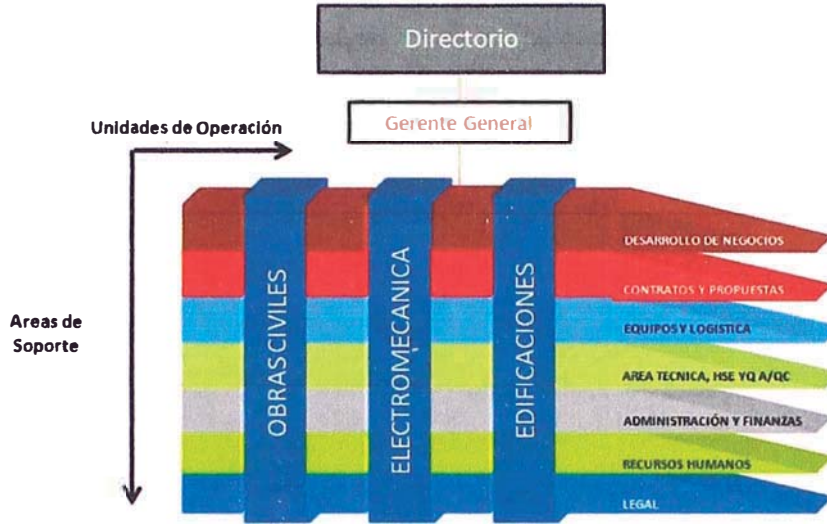 Directorio
Gerente General
Unidades de Operación
Areas de
Soporte
OBRAS CIVILES
ELECTROMECANICA
EDIFICACIONES
DESARROLLO DE NEGOCIOS
CONTRATOS Y PROPUESTAS
EQUIPOS Y LOGISTICA
AREA TECNICA, HSE YQ A/QC
ADMINISTRACIÓN Y FINANZAS
RECURSOS HUMANOS
LEGAL